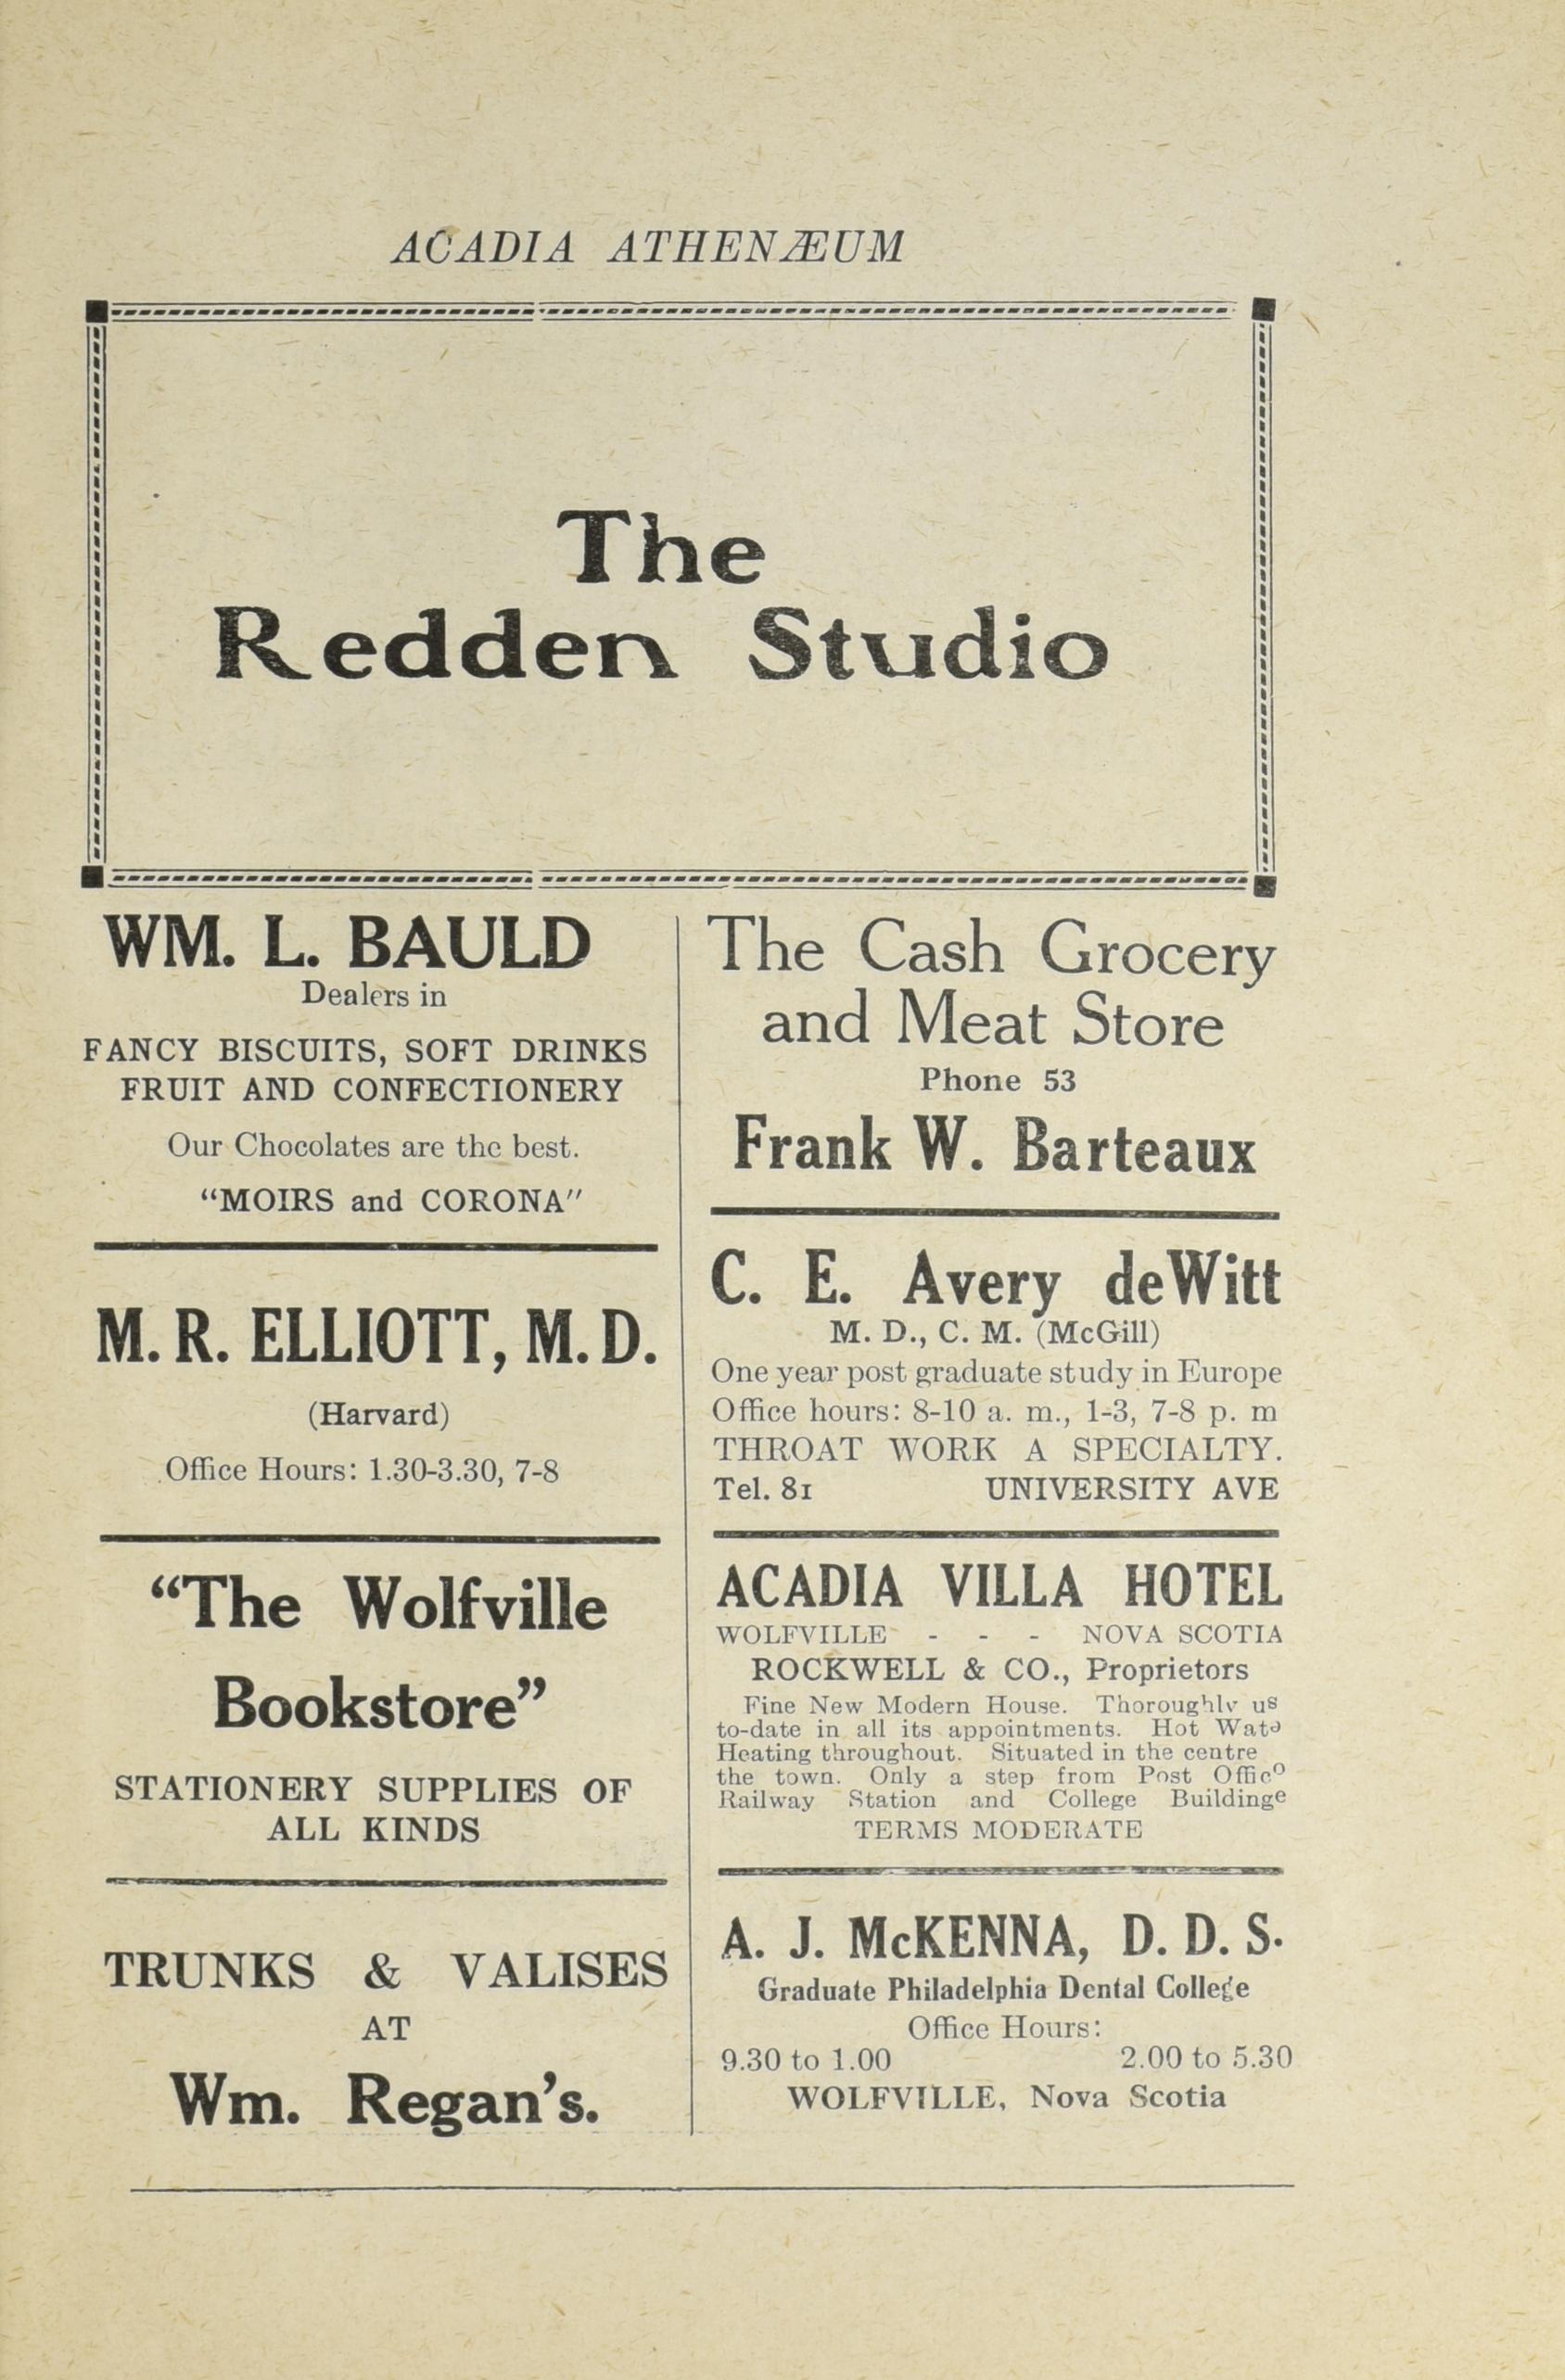 ACADIA ATHENÆUM
The
Redden Studio
WM. L. BAULD
Dealers in
FANCY BISCUITS, SOFT DRINKS
FRUIT AND CONFECTIONERY
Our Chocolates are the best.
"MOIRS and CORONA"
M. R. ELLIOTT, M. D.
(Harvard)
Office Hours: 1.30-3.30, 7-8
"The Wolfville
Bookstore"
STATIONERY SUPPLIES OF
ALL KINDS
TRUNKS & VALISES
AT
Wm. Regan's.
The Cash Grocery
and Meat Store
Phone 53
Frank W. Barteaux
C. E. Avery deWitt
M. D., C. M. (McGill)
One year post graduate study in Europe
Office hours: 8-10 a. m., 1-3, 7-8 p. m
THROAT WORK A SPECIALTY.
Tel. 81 UNIVERSITY AVE
ACADIA VILLA HOTEL
WOLFVILLE - - - NOVA SCOTIA
ROCKWELL & CO., Proprietors
Fine New Modern House. Thoroughly us
to-date in all its appointments. Hot Wat
Heating throughout. Situated in the centre
the town. Only a step from Post Offico
Railway Station and College Buildinge
TERMS MODERATE
A. J. McKENNA, D. D. S.
Graduate Philadelphia Dental College
Office Hours:
9.30 to 1.00 2.00 to 5.30
WOLFVILLE, Nova Scotia